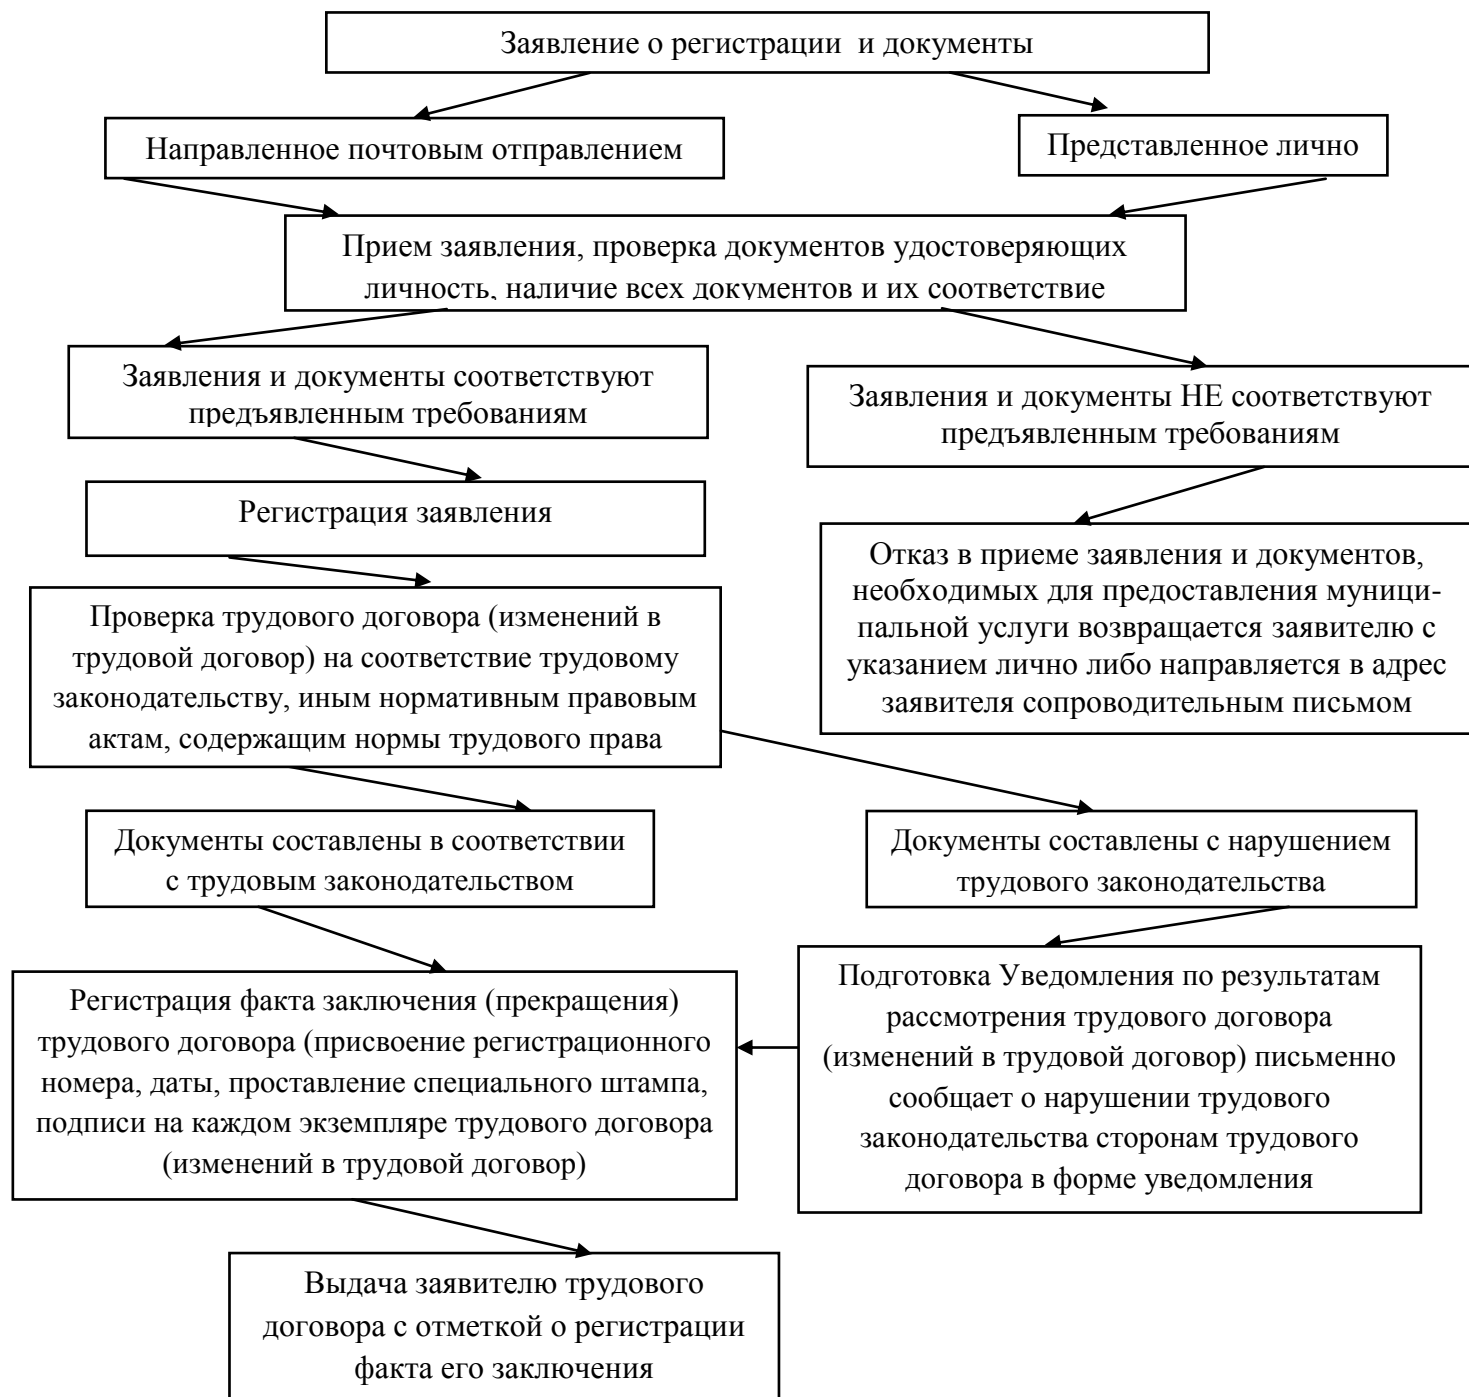 Заявление о регистрации и документы
Направленное почтовым отправлением
Представленное лично
Прием заявления, проверка документов удостоверяющих
личность, наличие всех документов и их соответствие
Заявления и документы соответствуют
предъявленным требованиям
Заявления и документы НЕ соответствуют
предъявленным требованиям
Регистрация заявления
Отказ в приеме заявления и документов,
необходимых для предоставления муници-
пальной услуги возвращается заявителю с
указанием лично либо направляется в адрес
заявителя сопроводительным письмом
Проверка трудового договора (изменений в
трудовой договор) на соответствие трудовому
законодательству, иным нормативным правовым
актам, содержащим нормы трудового права
Документы составлены в соответствии
с трудовым законодательством
Документы составлены с нарушением
трудового законодательства
Регистрация факта заключения (прекращения)
трудового договора (присвоение регистрационного
номера, даты, проставление специального штампа,
подписи на каждом экземпляре трудового договора
(изменений в трудовой договор)
Подготовка Уведомления по результатам
рассмотрения трудового договора
(изменений в трудовой договор) письменно
сообщает о нарушении трудового
законодательства сторонам трудового
договора в форме уведомления
Выдача заявителю трудового
договора с отметкой о регистрации
факта его заключения